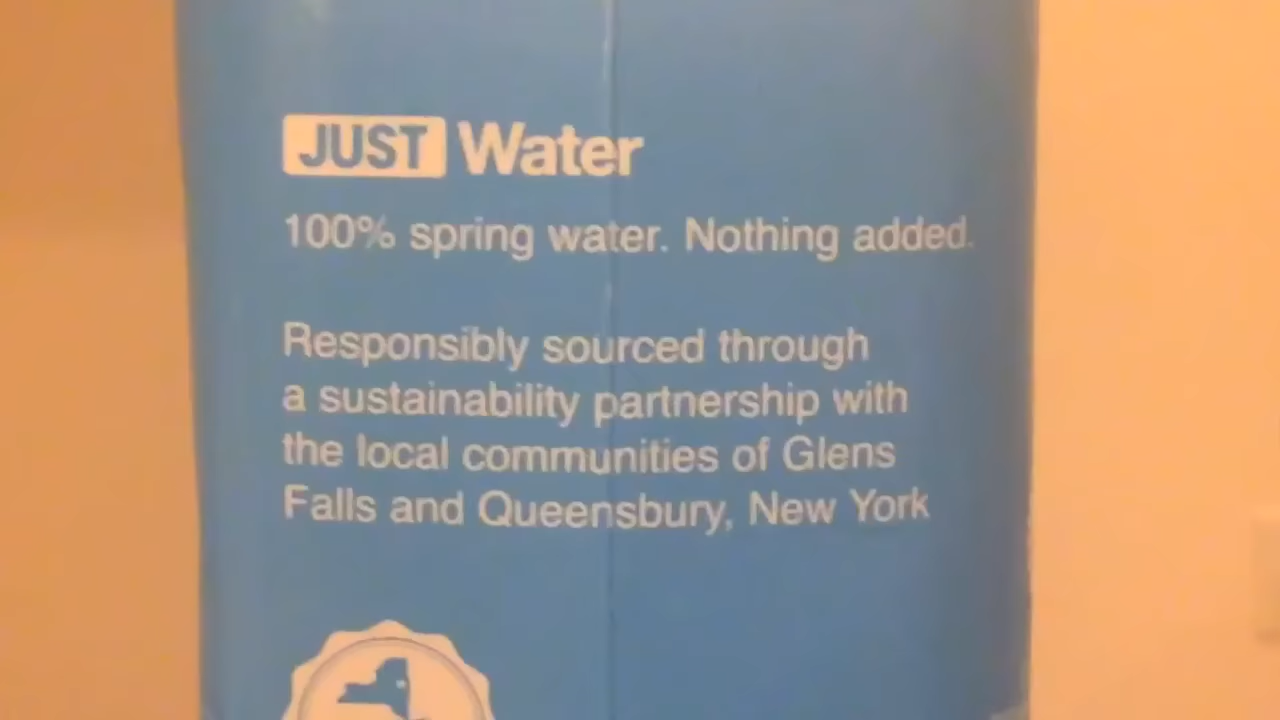 JUST Water
100% spring water. Nothing added.
Responsibly sourced through
a sustainability partnership with
the local communities of Glens
Falls and Queensbury, New York